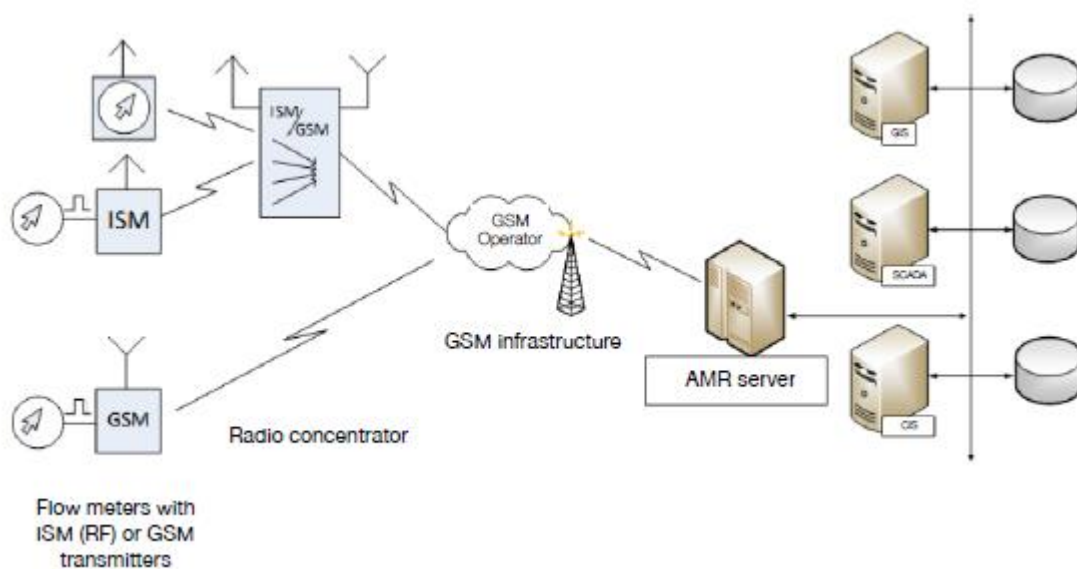 ISM/
GSM
ISM
GSM
Operator
GSM infrastructure
AMR server
GSM
Radio concentrator
Flow meters with
ISM (RF) or GSM
transmitters
GIS
SCADA
CIS